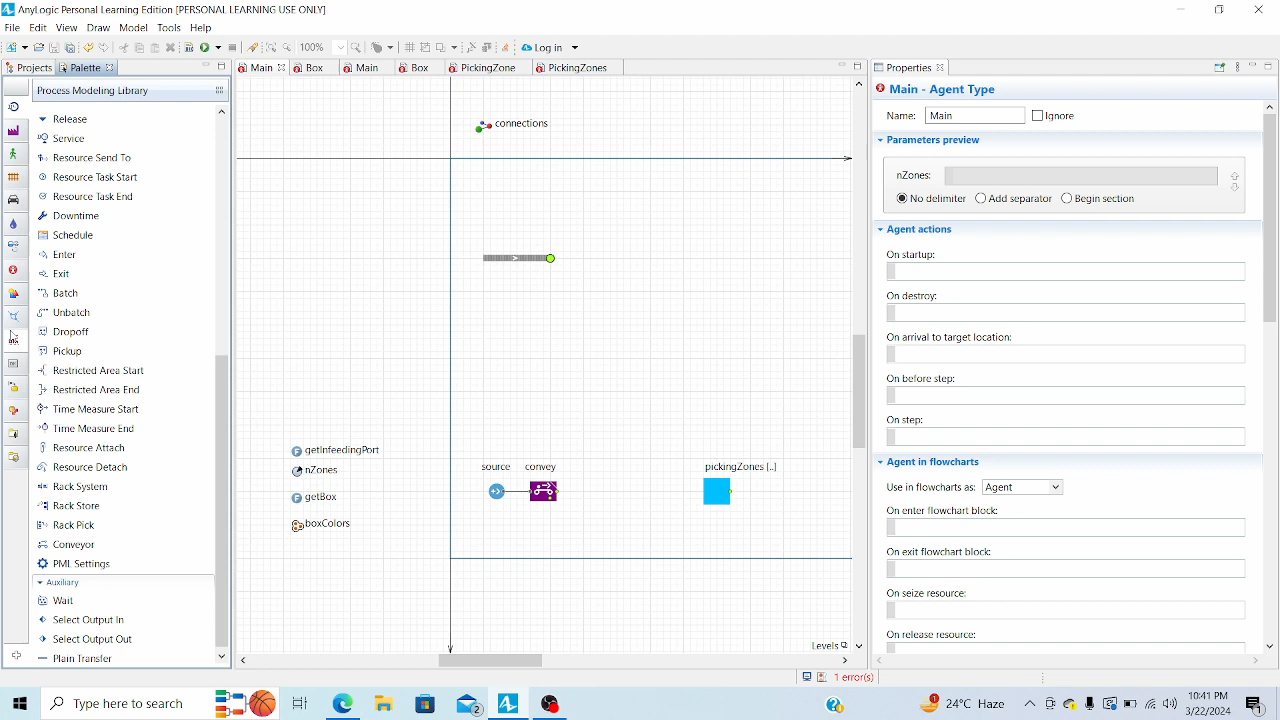 AnyLogic Personal Learning Edition [PERSONAL LEARNING USE ONLY]
File Edit View Draw Model Tools Help
100% Log in
Projects Palette Main Box Main Box PickingZone PickingZones Properties
Process Modeling Library
Release
Service
Resource Send To
Resource Task Start
Resource Task End
Downtime
Schedule
Enter
Exit
Batch
Unbatch
Dropoff
Pickup
Restricted Area Start
Restricted Area End
Time Measure Start
Time Measure End
Resource Attach
Resource Detach
Rack System
Rack Store
Rack Pick
Conveyor
PML Settings
Auxiliary
Wait
Select Output In
Select Output Out
Plain Transfer
connections
getInfeedingPort
nZones
getBox
boxColors
source convey pickingZones [..]
Levels
Main - Agent Type
Name: Main Ignore
Parameters preview
nZones:
No delimiter Add separator Begin section
Agent actions
On startup:
On destroy:
On arrival to target location:
On before step:
On step:
Agent in flowcharts
Use in flowcharts as: Agent
On enter flowchart block:
On exit flowchart block:
On seize resource:
On release resource:
1 error(s)
Type here to search
2
1
24°C Haze
3:11 PM
3/22/2024
1